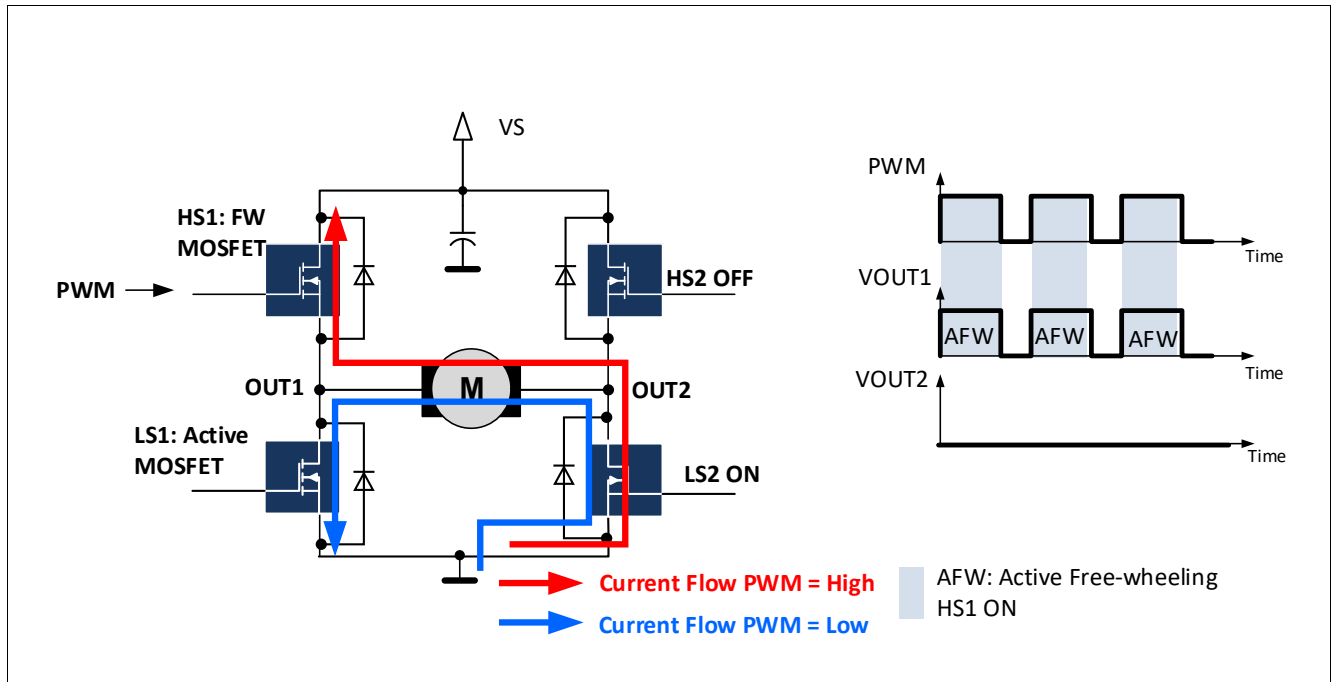 VS
HS1: FW
MOSFET
PWM
HS2 OFF
OUT1
M
OUT2
LS1: Active
MOSFET
LS2 ON
Current Flow PWM = High
Current Flow PWM = Low
PWM
Time
VOUT1
AFW
AFW
AFW
Time
VOUT2
Time
AFW: Active Free-wheeling
HS1 ON